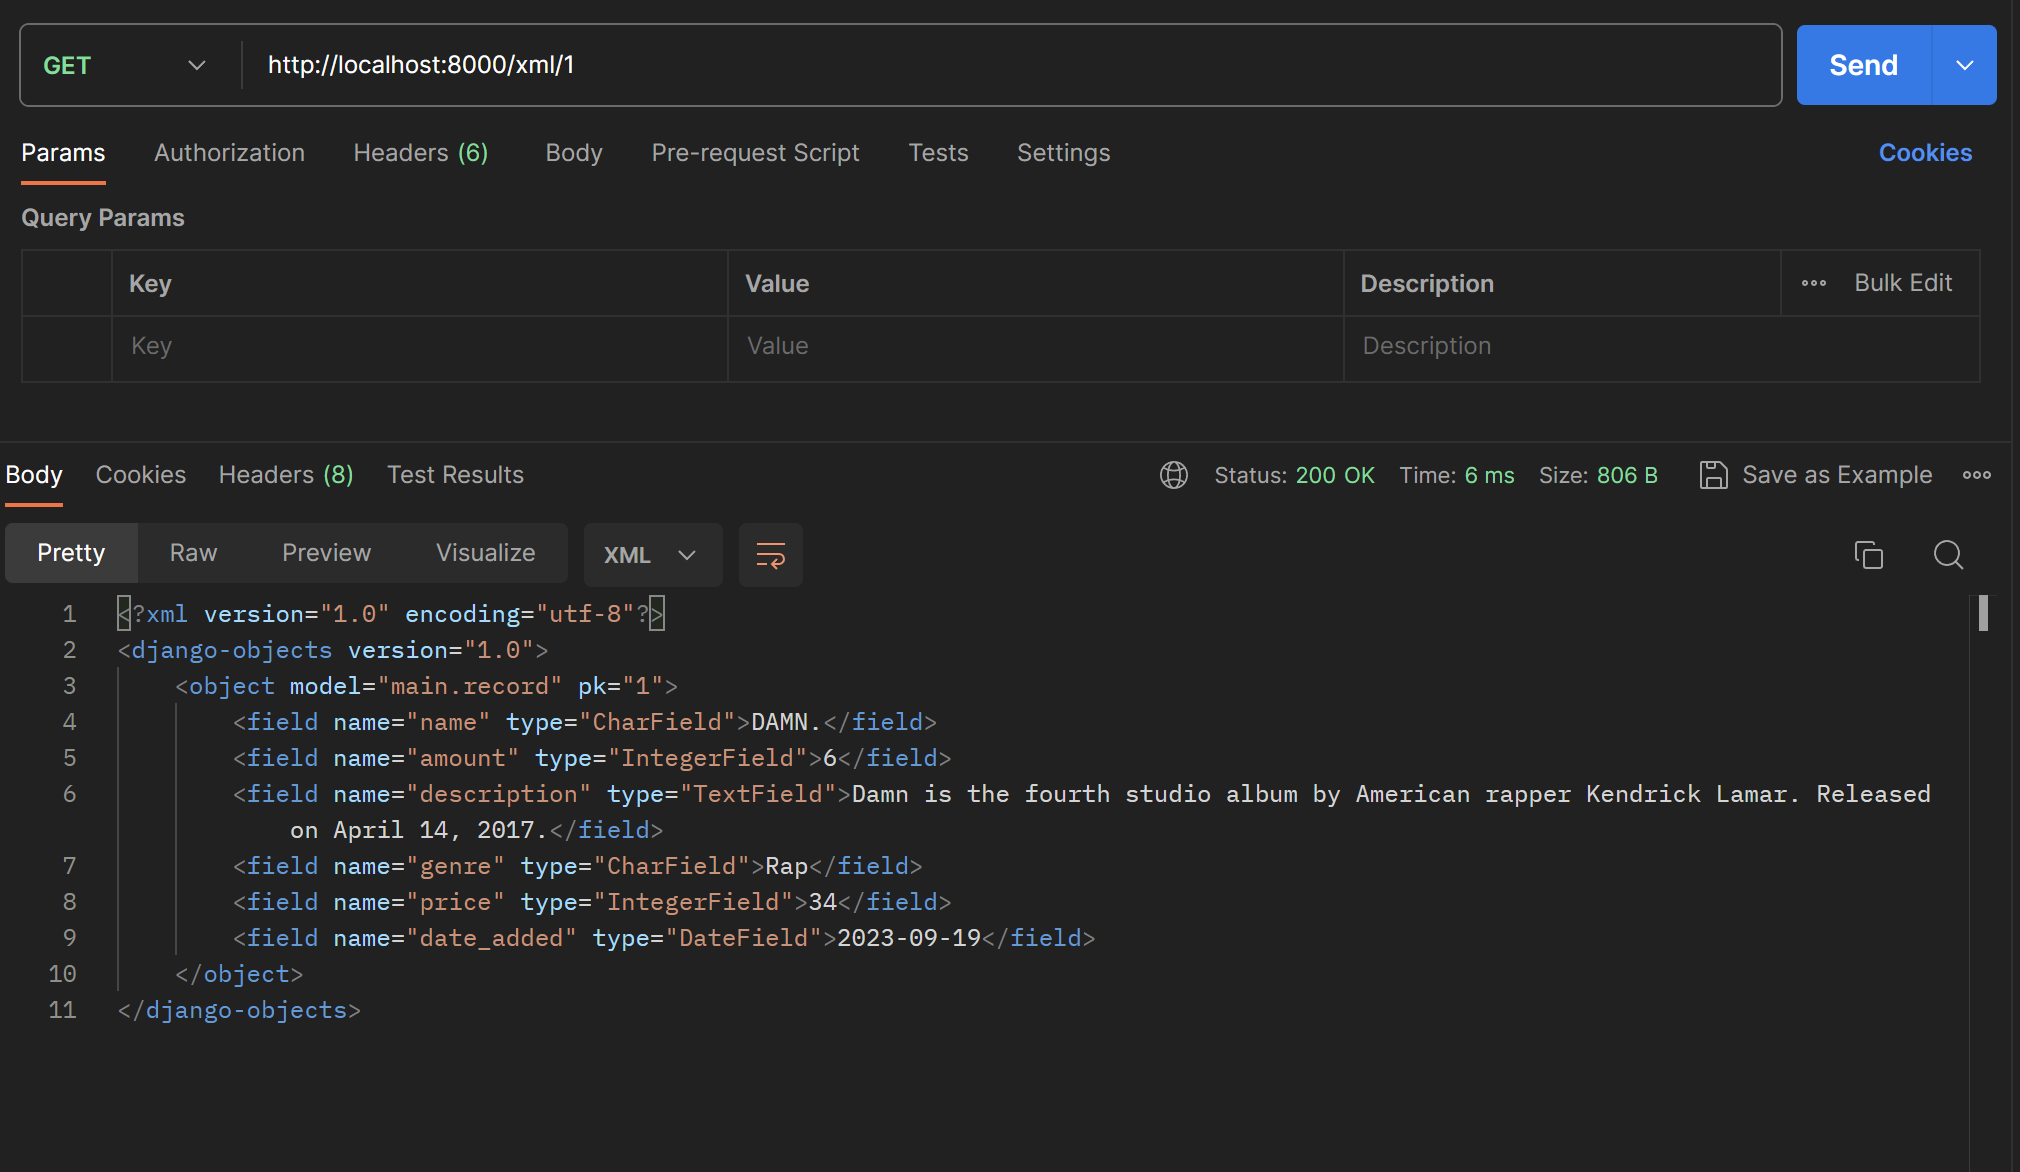 GET http://localhost:8000/xml/1 Send
Params Authorization Headers (6) Body Pre-request Script Tests Settings Cookies
Query Params
Key Value Description Bulk Edit
Key Value Description
Body Cookies Headers (8) Test Results Status: 200 OK Time: 6 ms Size: 806 B Save as Example
Pretty Raw Preview Visualize XML
1 <?xml version="1.0" encoding="utf-8"?>
2 <django-objects version="1.0">
3 <object model="main.record" pk="1">
4 <field name="name" type="CharField">DAMN.</field>
5 <field name="amount" type="IntegerField">6</field>
6 <field name="description" type="TextField">Damn is the fourth studio album by American rapper Kendrick Lamar. Released
on April 14, 2017.</field>
7 <field name="genre" type="CharField">Rap</field>
8 <field name="price" type="IntegerField">34</field>
9 <field name="date_added" type="DateField">2023-09-19</field>
10 </object>
11 </django-objects>